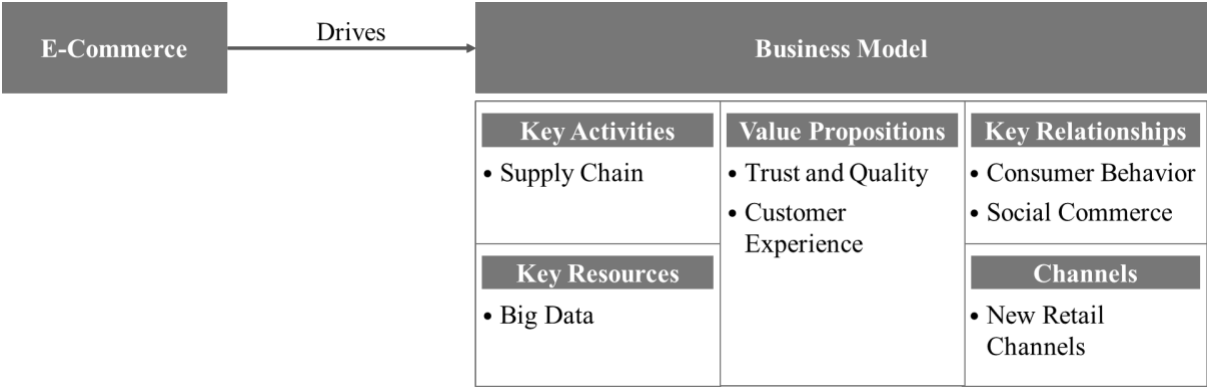 E-Commerce
Drives
Business Model
Key Activities
• Supply Chain
Key Resources
• Big Data
Value Propositions
• Trust and Quality
• Customer
Experience
Key Relationships
• Consumer Behavior
• Social Commerce
Channels
• New Retail
Channels